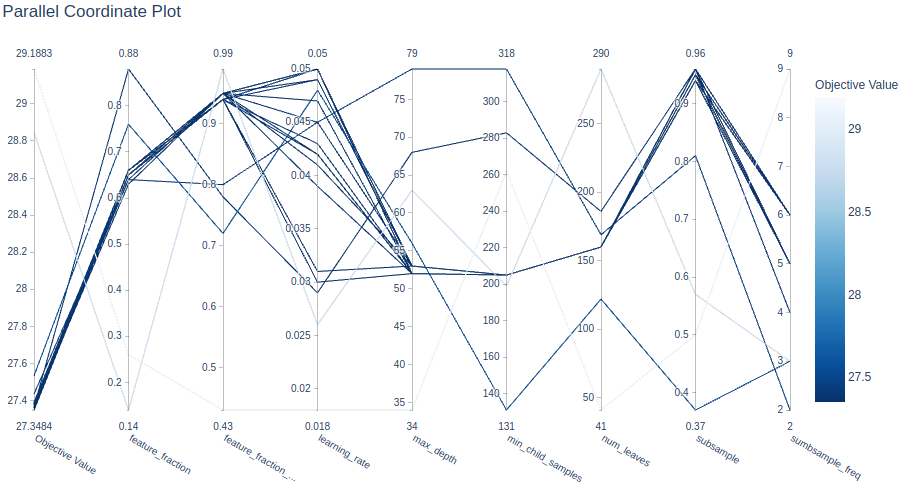 Parallel Coordinate Plot
29.1883 0.88 0.99 0.05 79 318 290 0.96 9
29 28.8 28.6 28.4 28.2 28 27.8 27.6 27.4
0.8 0.7 0.6 0.5 0.4 0.3 0.2
0.9 0.8 0.7 0.6 0.5
0.05 0.045 0.04 0.035 0.03 0.025 0.02
75 70 65 60 55 50 45 40 35
300 280 260 240 220 200 180 160 140
250 200 150 100 50
0.9 0.8 0.7 0.6 0.5 0.4
9 8 7 6 5 4 3 2
27.3484 0.14 0.43 0.018 34 131 41 0.37 2
Objective Value
feature_fraction
feature_fraction_...
learning_rate
max_depth
min_child_samples
num_leaves
subsample
sumbsample_freq
Objective Value
29
28.5
28
27.5